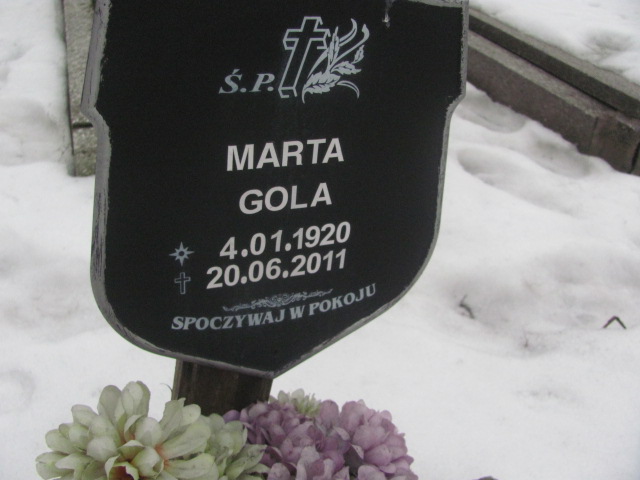 Ś.P.
MARTA
GOLA
4.01.1920
20.06.2011
SPOCZYWAJ W POKOJU